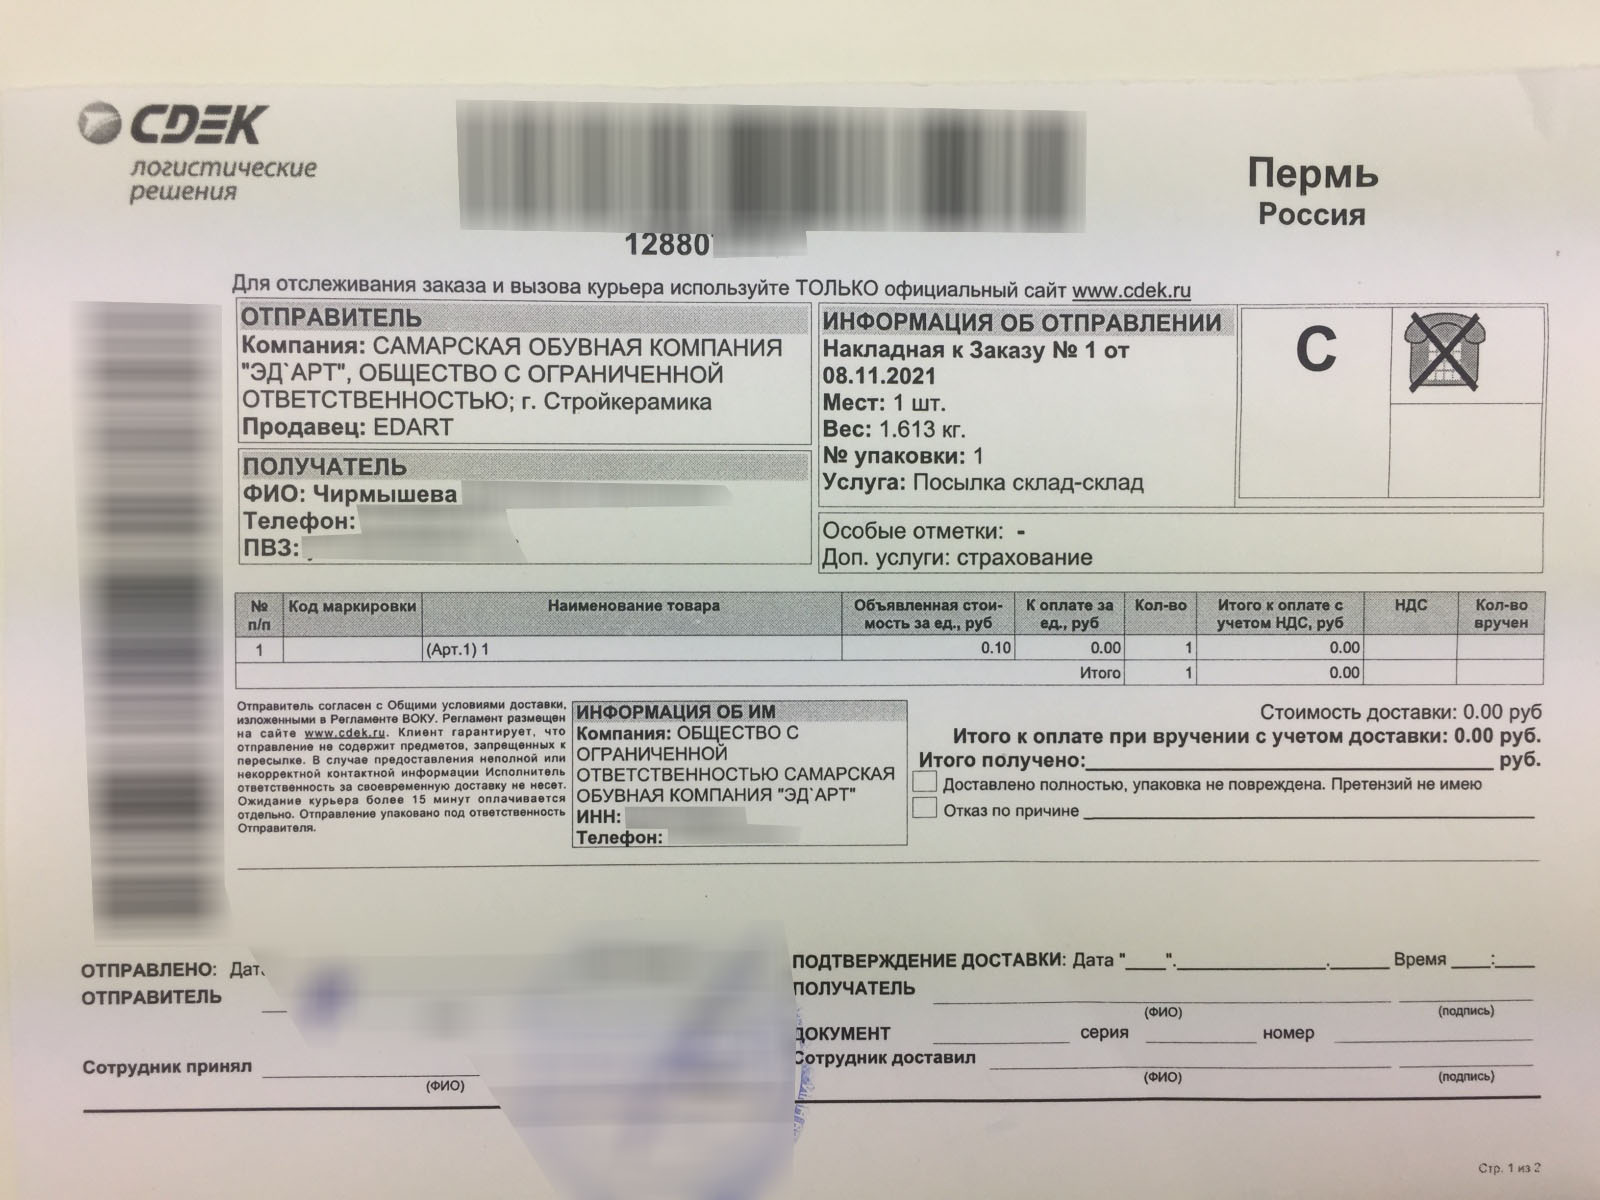 CDEK
логистические
решения
Пермь
Россия
12880
Для отслеживания заказа и вызова курьера используйте ТОЛЬКО официальный сайт www.cdek.ru
ОТПРАВИТЕЛЬ
Компания: САМАРСКАЯ ОБУВНАЯ КОМПАНИЯ
"ЭД`АРТ", ОБЩЕСТВО С ОГРАНИЧЕННОЙ
ОТВЕТСТВЕННОСТЬЮ; г. Стройкерамика
Продавец: EDART
ПОЛУЧАТЕЛЬ
ФИО: Чирмышева
Телефон:
ПВЗ:
ИНФОРМАЦИЯ ОБ ОТПРАВЛЕНИИ
Накладная к Заказу № 1 от
08.11.2021
Мест: 1 шт.
Вес: 1.613 кг.
№ упаковки: 1
Услуга: Посылка склад-склад
С
Особые отметки: -
Доп. услуги: страхование
№ п/п Код маркировки Наименование товара Объявленная стои- мость за ед., руб К оплате за ед., руб Кол-во Итого к оплате с учетом НДС, руб НДС Кол-во вручен
1 (Арт.1) 1 0.10 0.00 1 0.00
Итого 1 0.00
Отправитель согласен с Общими условиями доставки,
изложенными в Регламенте ВОКУ. Регламент размещен
на сайте www.cdek.ru. Клиент гарантирует, что
отправление не содержит предметов, запрещенных к
пересылке. В случае предоставления неполной или
некорректной контактной информации Исполнитель
ответственность за своевременную доставку не несет.
Ожидание курьера более 15 минут оплачивается
отдельно. Отправление упаковано под ответственность
Отправителя.
ИНФОРМАЦИЯ ОБ ИМ
Компания: ОБЩЕСТВО С
ОГРАНИЧЕННОЙ
ОТВЕТСТВЕННОСТЬЮ САМАРСКАЯ
ОБУВНАЯ КОМПАНИЯ "ЭД`АРТ"
ИНН:
Телефон:
Стоимость доставки: 0.00 руб
Итого к оплате при вручении с учетом доставки: 0.00 руб.
Итого получено: руб.
Доставлено полностью, упаковка не повреждена. Претензий не имею
Отказ по причине
ОТПРАВЛЕНО:
ОТПРАВИТЕЛЬ
Сотрудник принял
(ФИО)
ПОДТВЕРЖДЕНИЕ ДОСТАВКИ: Дата "____".____________.____ Время ___:___
ПОЛУЧАТЕЛЬ
(ФИО) (подпись)
ДОКУМЕНТ серия номер
Сотрудник доставил
(ФИО) (подпись)
Стр. 1 из 2